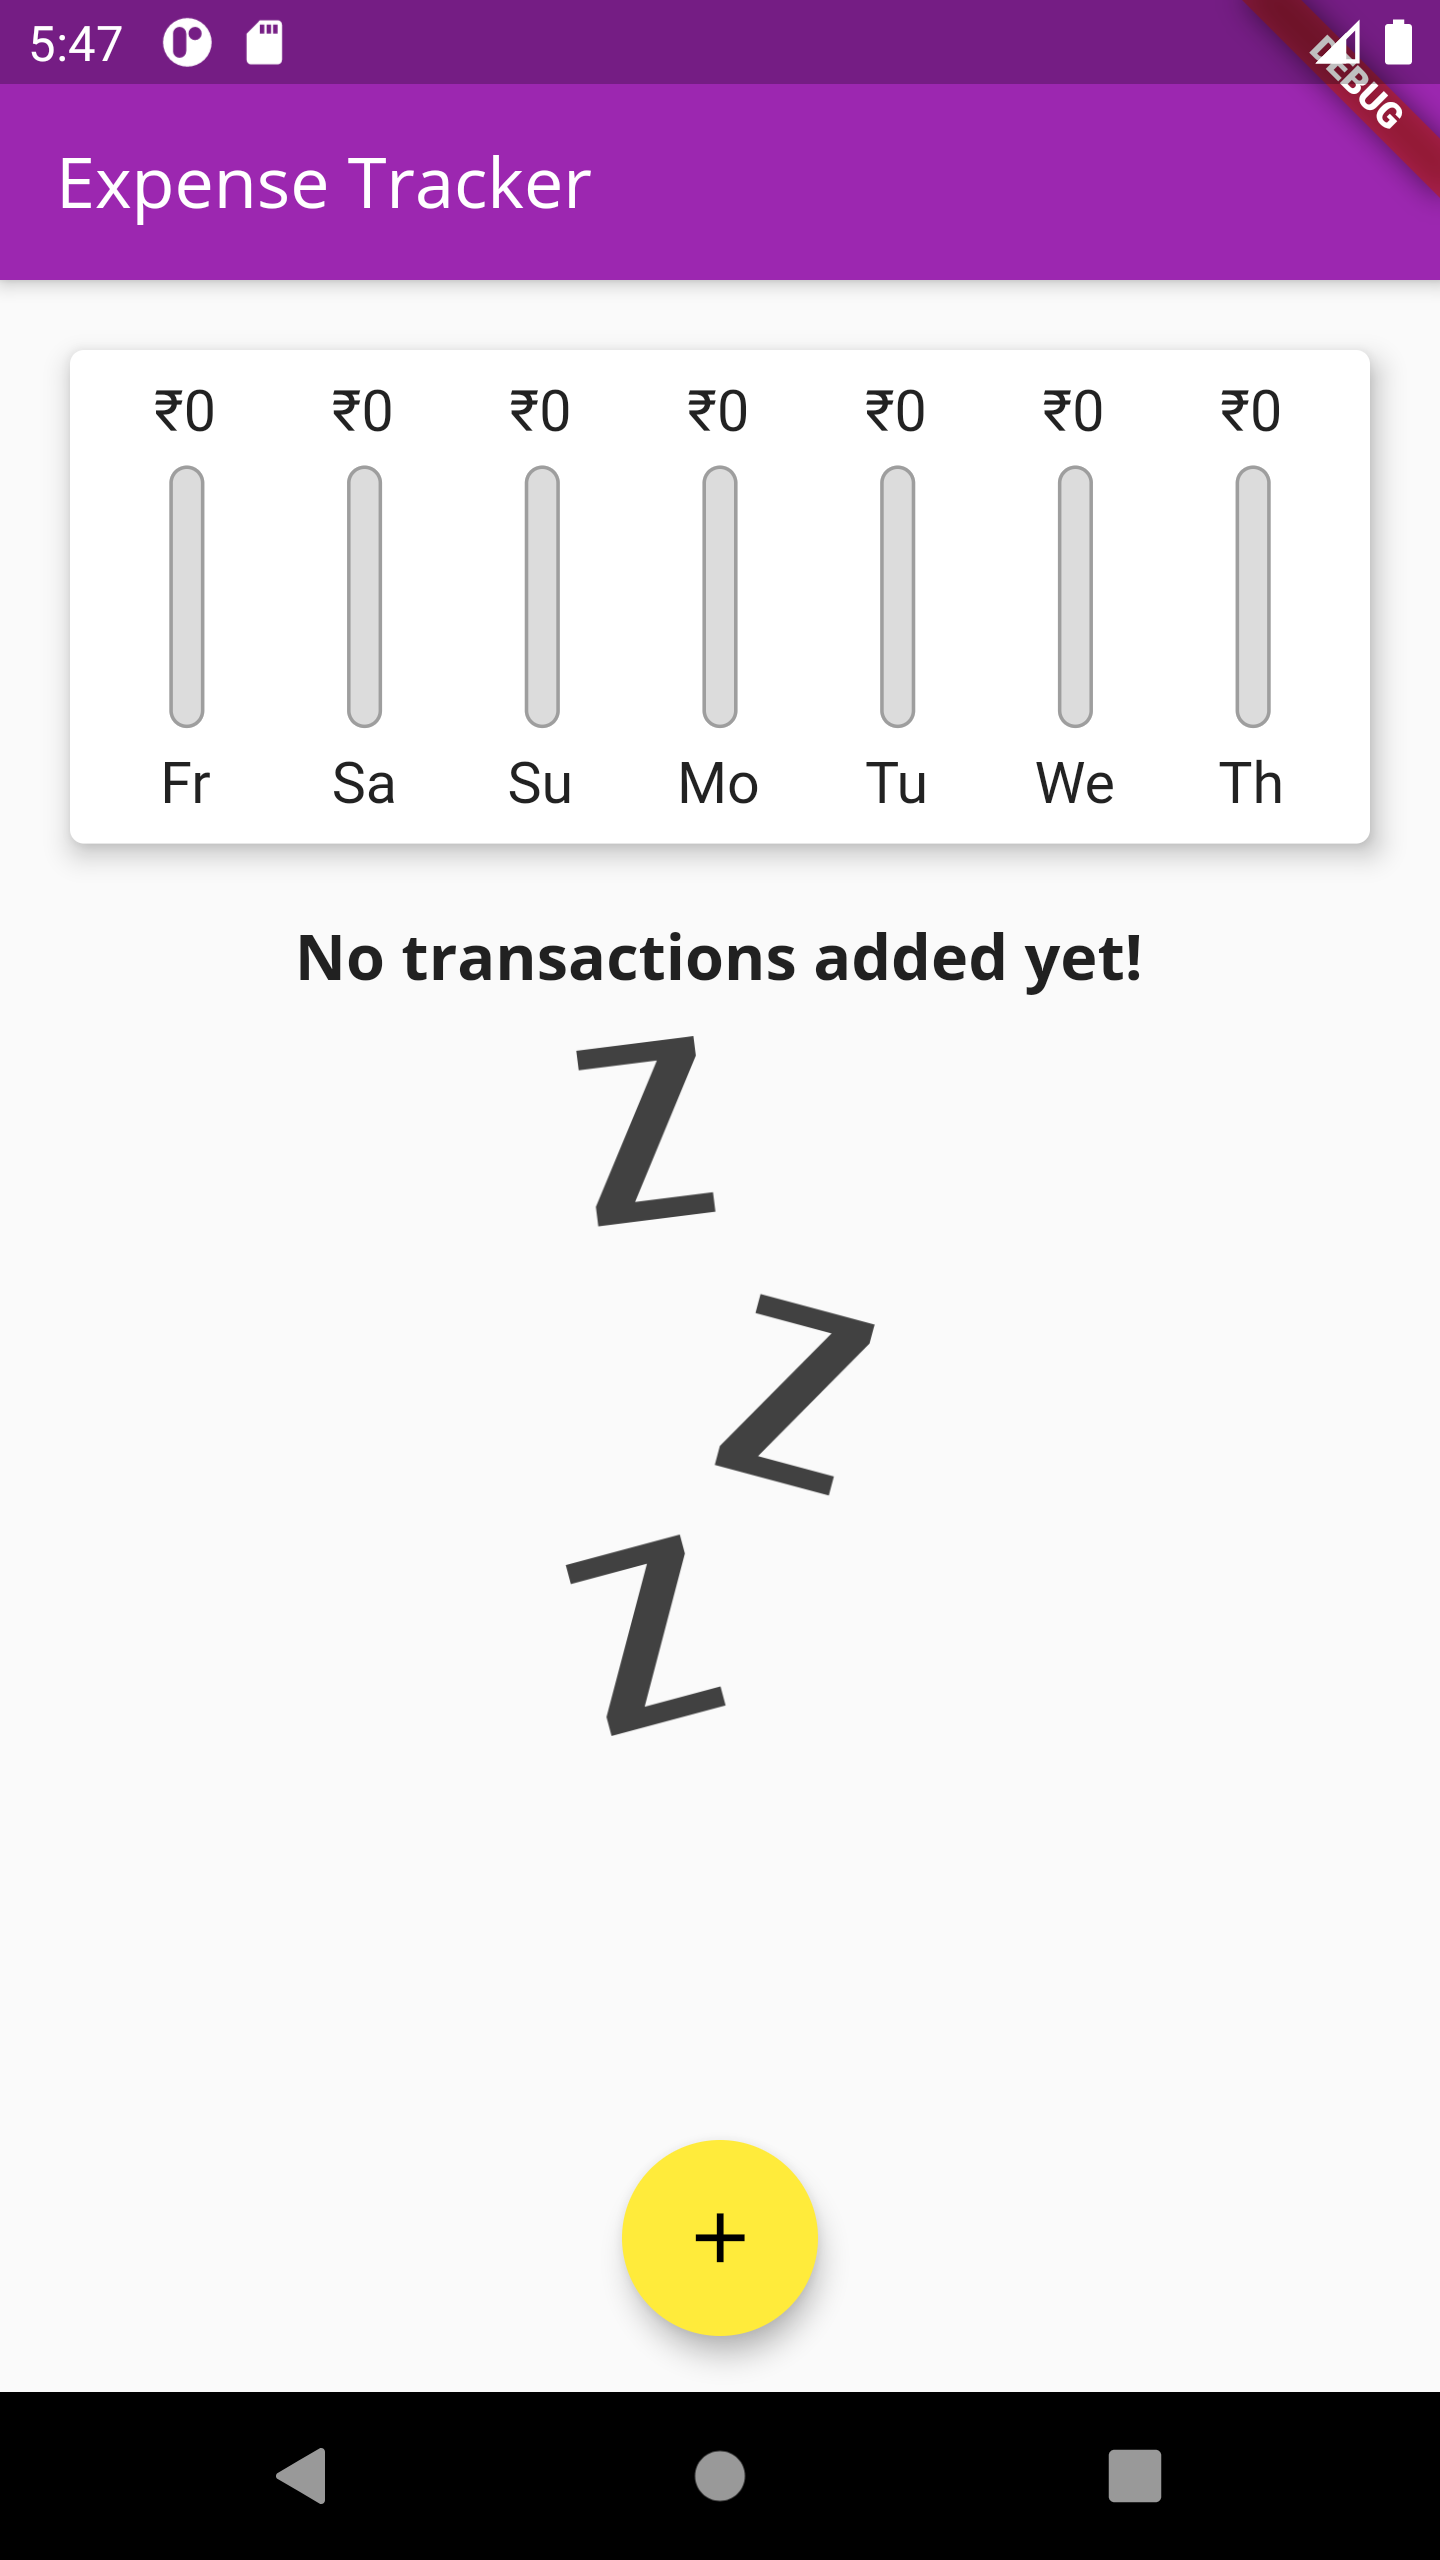 5:47
DEBUG
Expense Tracker
₹0 ₹0 ₹0 ₹0 ₹0 ₹0 ₹0
Fr Sa Su Mo Tu We Th
No transactions added yet!
Z
Z
Z
+